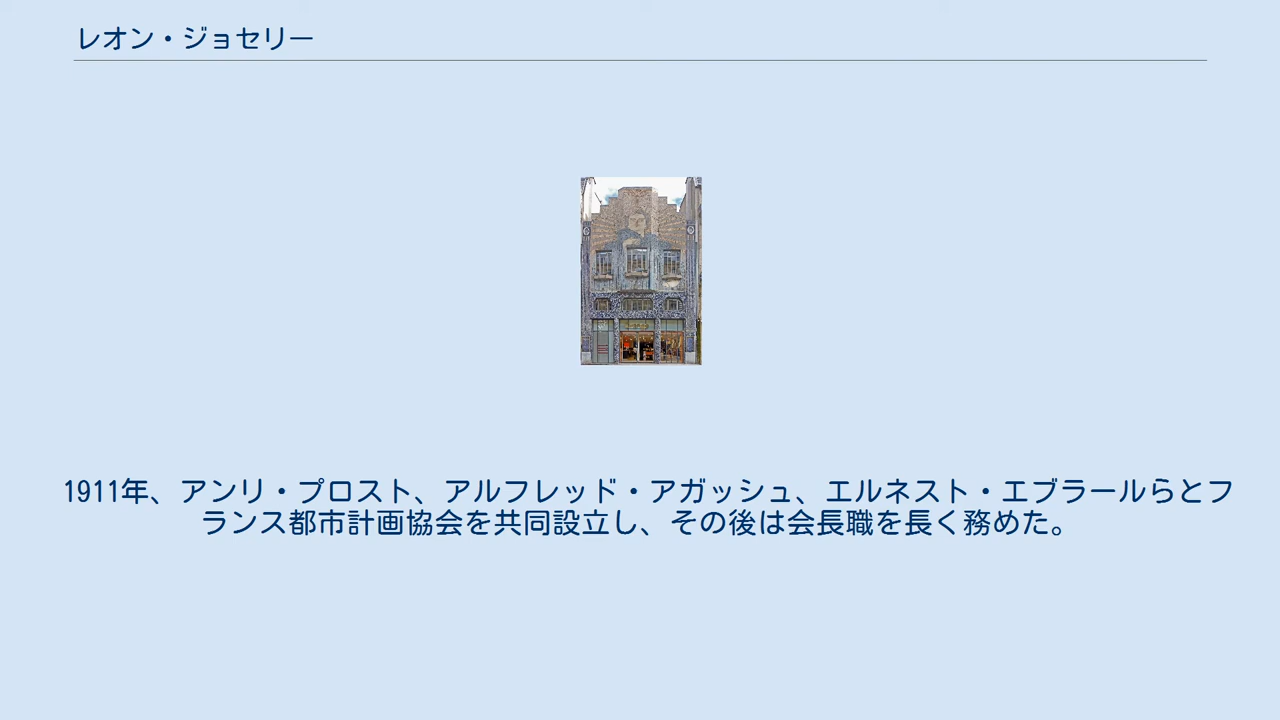 レオン・ジョセリー
1911年、アンリ・プロスト、アルフレッド・アガッシュ、エルネスト・エブラールらとフ
ランス都市計画協会を共同設立し、その後は会長職を長く務めた。